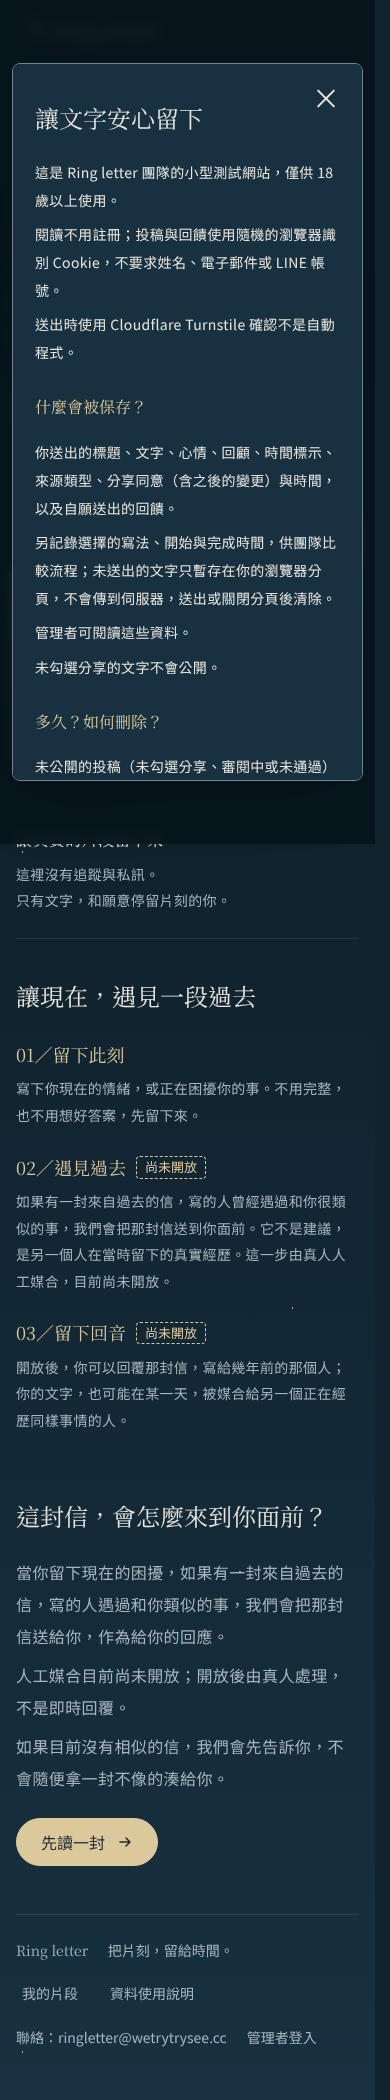 讓文字安心留下
這是 Ring letter 團隊的小型測試網站，僅供 18
歲以上使用。
閱讀不用註冊；投稿與回饋使用隨機的瀏覽器識
別 Cookie，不要求姓名、電子郵件或 LINE 帳
號。
送出時使用 Cloudflare Turnstile 確認不是自動
程式。
什麼會被保存？
你送出的標題、文字、心情、回顧、時間標示、
來源類型、分享同意（含之後的變更）與時間，
以及自願送出的回饋。
另記錄選擇的寫法、開始與完成時間，供團隊比
較流程；未送出的文字只暫存在你的瀏覽器分
頁，不會傳到伺服器，送出或關閉分頁後清除。
管理者可閱讀這些資料。
未勾選分享的文字不會公開。
多久？如何刪除？
未公開的投稿（未勾選分享、審閱中或未通過）
這裡沒有追蹤與私訊。
只有文字，和願意停留片刻的你。
讓現在，遇見一段過去
01／留下此刻
寫下你現在的情緒，或正在困擾你的事。不用完整，
也不用想好答案，先留下來。
02／遇見過去 尚未開放
如果有一封來自過去的信，寫的人曾經遇過和你很類
似的事，我們會把那封信送到你面前。它不是建議，
是另一個人在當時留下的真實經歷。這一步由真人人
工媒合，目前尚未開放。
03／留下回音 尚未開放
開放後，你可以回覆那封信，寫給幾年前的那個人；
你的文字，也可能在某一天，被媒合給另一個正在經
歷同樣事情的人。
這封信，會怎麼來到你面前？
當你留下現在的困擾，如果有一封來自過去的
信，寫的人遇過和你類似的事，我們會把那封
信送給你，作為給你的回應。
人工媒合目前尚未開放；開放後由真人處理，
不是即時回覆。
如果目前沒有相似的信，我們會先告訴你，不
會隨便拿一封不像的湊給你。
先讀一封 →
Ring letter 把片刻，留給時間。
我的片段 資料使用說明
聯絡：ringletter@wetrytrysee.cc 管理者登入